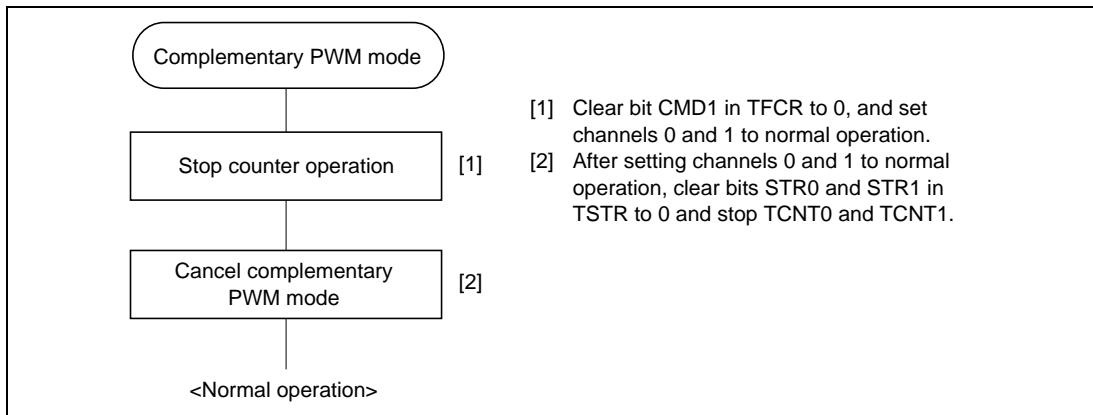 Complementary PWM mode
Stop counter operation
[1]
Cancel complementary
PWM mode
[2]
<Normal operation>
[1] Clear bit CMD1 in TFCR to 0, and set
channels 0 and 1 to normal operation.
[2] After setting channels 0 and 1 to normal
operation, clear bits STR0 and STR1 in
TSTR to 0 and stop TCNT0 and TCNT1.